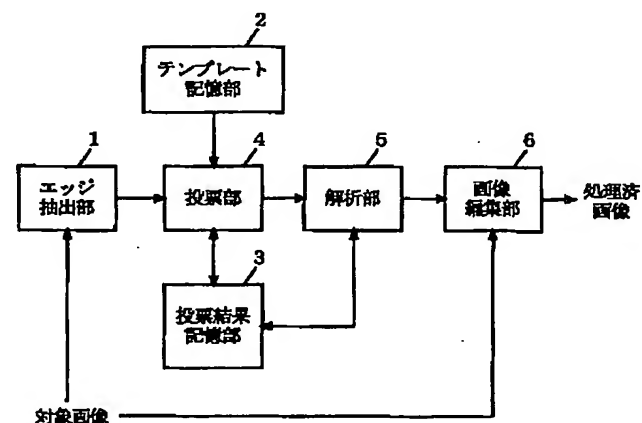 2
テンプレート
記憶部
1
エッジ
抽出部
4
投票部
5
解析部
6
画像
編集部
処理済
画像
3
投票結果
記憶部
対象画像